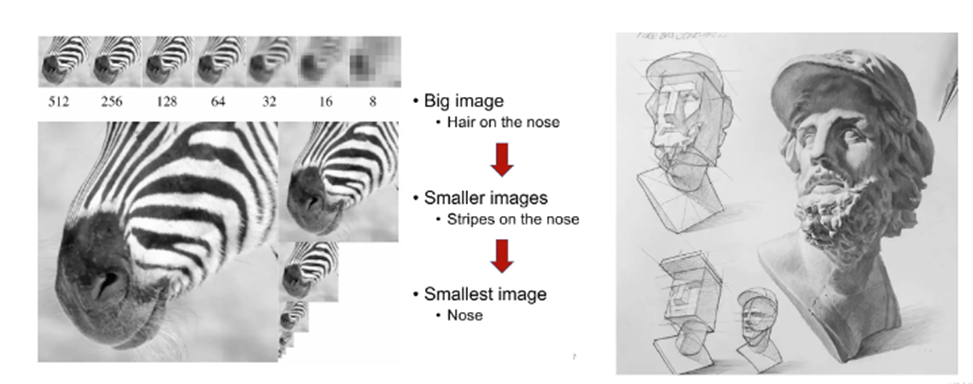 512 256 128 64 32 16 8
• Big image
• Hair on the nose
• Smaller images
• Stripes on the nose
• Smallest image
• Nose
7